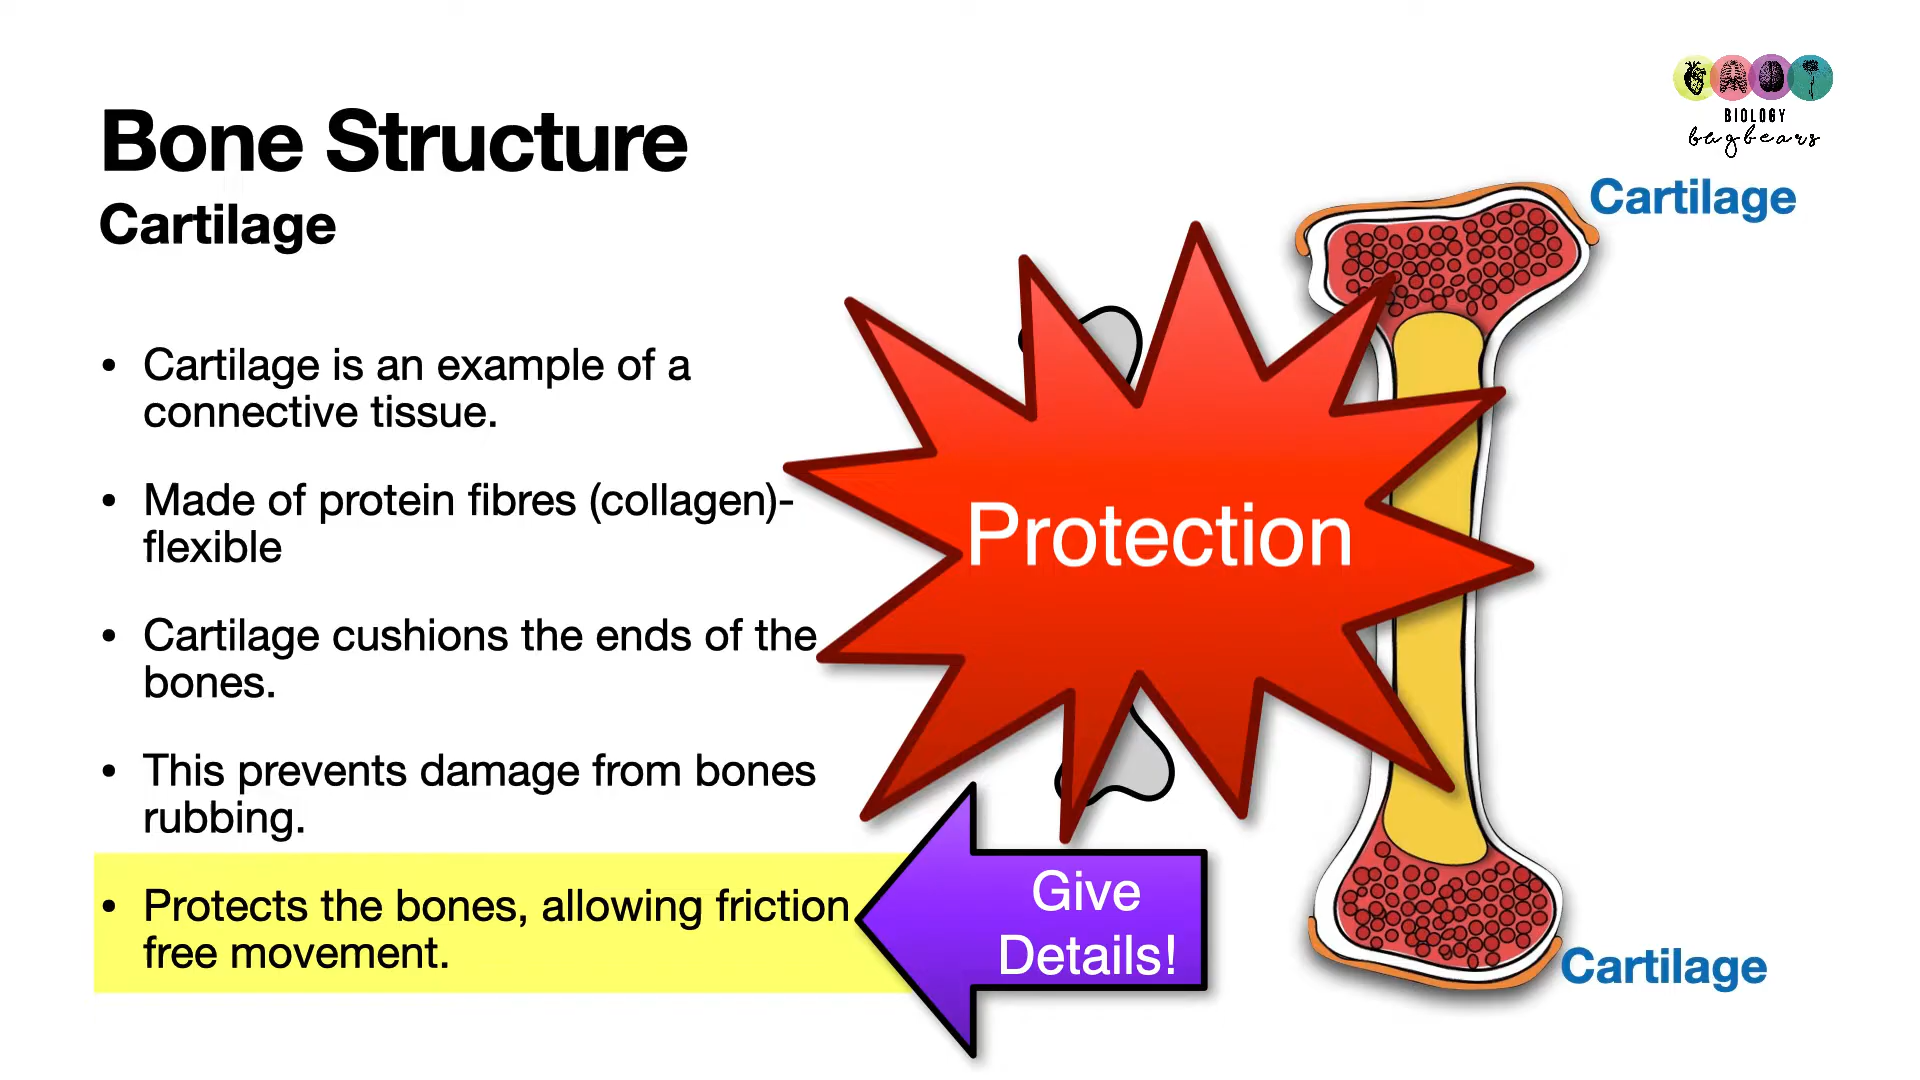 BIOLOGY
bugbears
Bone Structure
Cartilage
Cartilage
• Cartilage is an example of a
connective tissue.
• Made of protein fibres (collagen)-
flexible
• Cartilage cushions the ends of the
bones.
• This prevents damage from bones
rubbing.
• Protects the bones, allowing friction
free movement.
Protection
Give
Details!
Cartilage